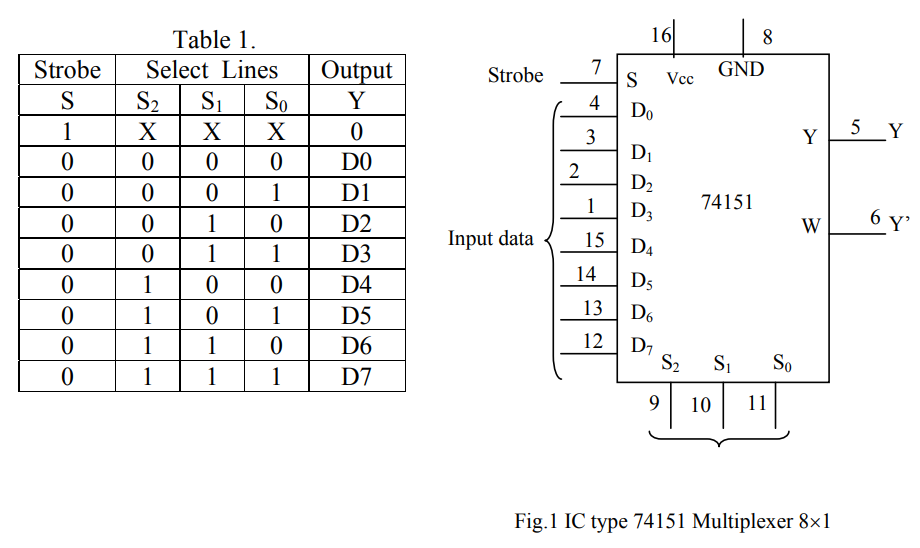 Table 1.
Strobe Select Lines Output
S S₂ S₁ S₀ Y
1 X X X 0
0 0 0 0 D0
0 0 0 1 D1
0 0 1 0 D2
0 0 1 1 D3
0 1 0 0 D4
0 1 0 1 D5
0 1 1 0 D6
0 1 1 1 D7
16 8
Vcc GND
Strobe 7 S
4 D₀
3 D₁
2 D₂
1 D₃
Input data
15 D₄
14 D₅
13 D₆
12 D₇
74151
Y 5 Y
W 6 Y’
S₂ S₁ S₀
9 10 11
Fig.1 IC type 74151 Multiplexer 8×1